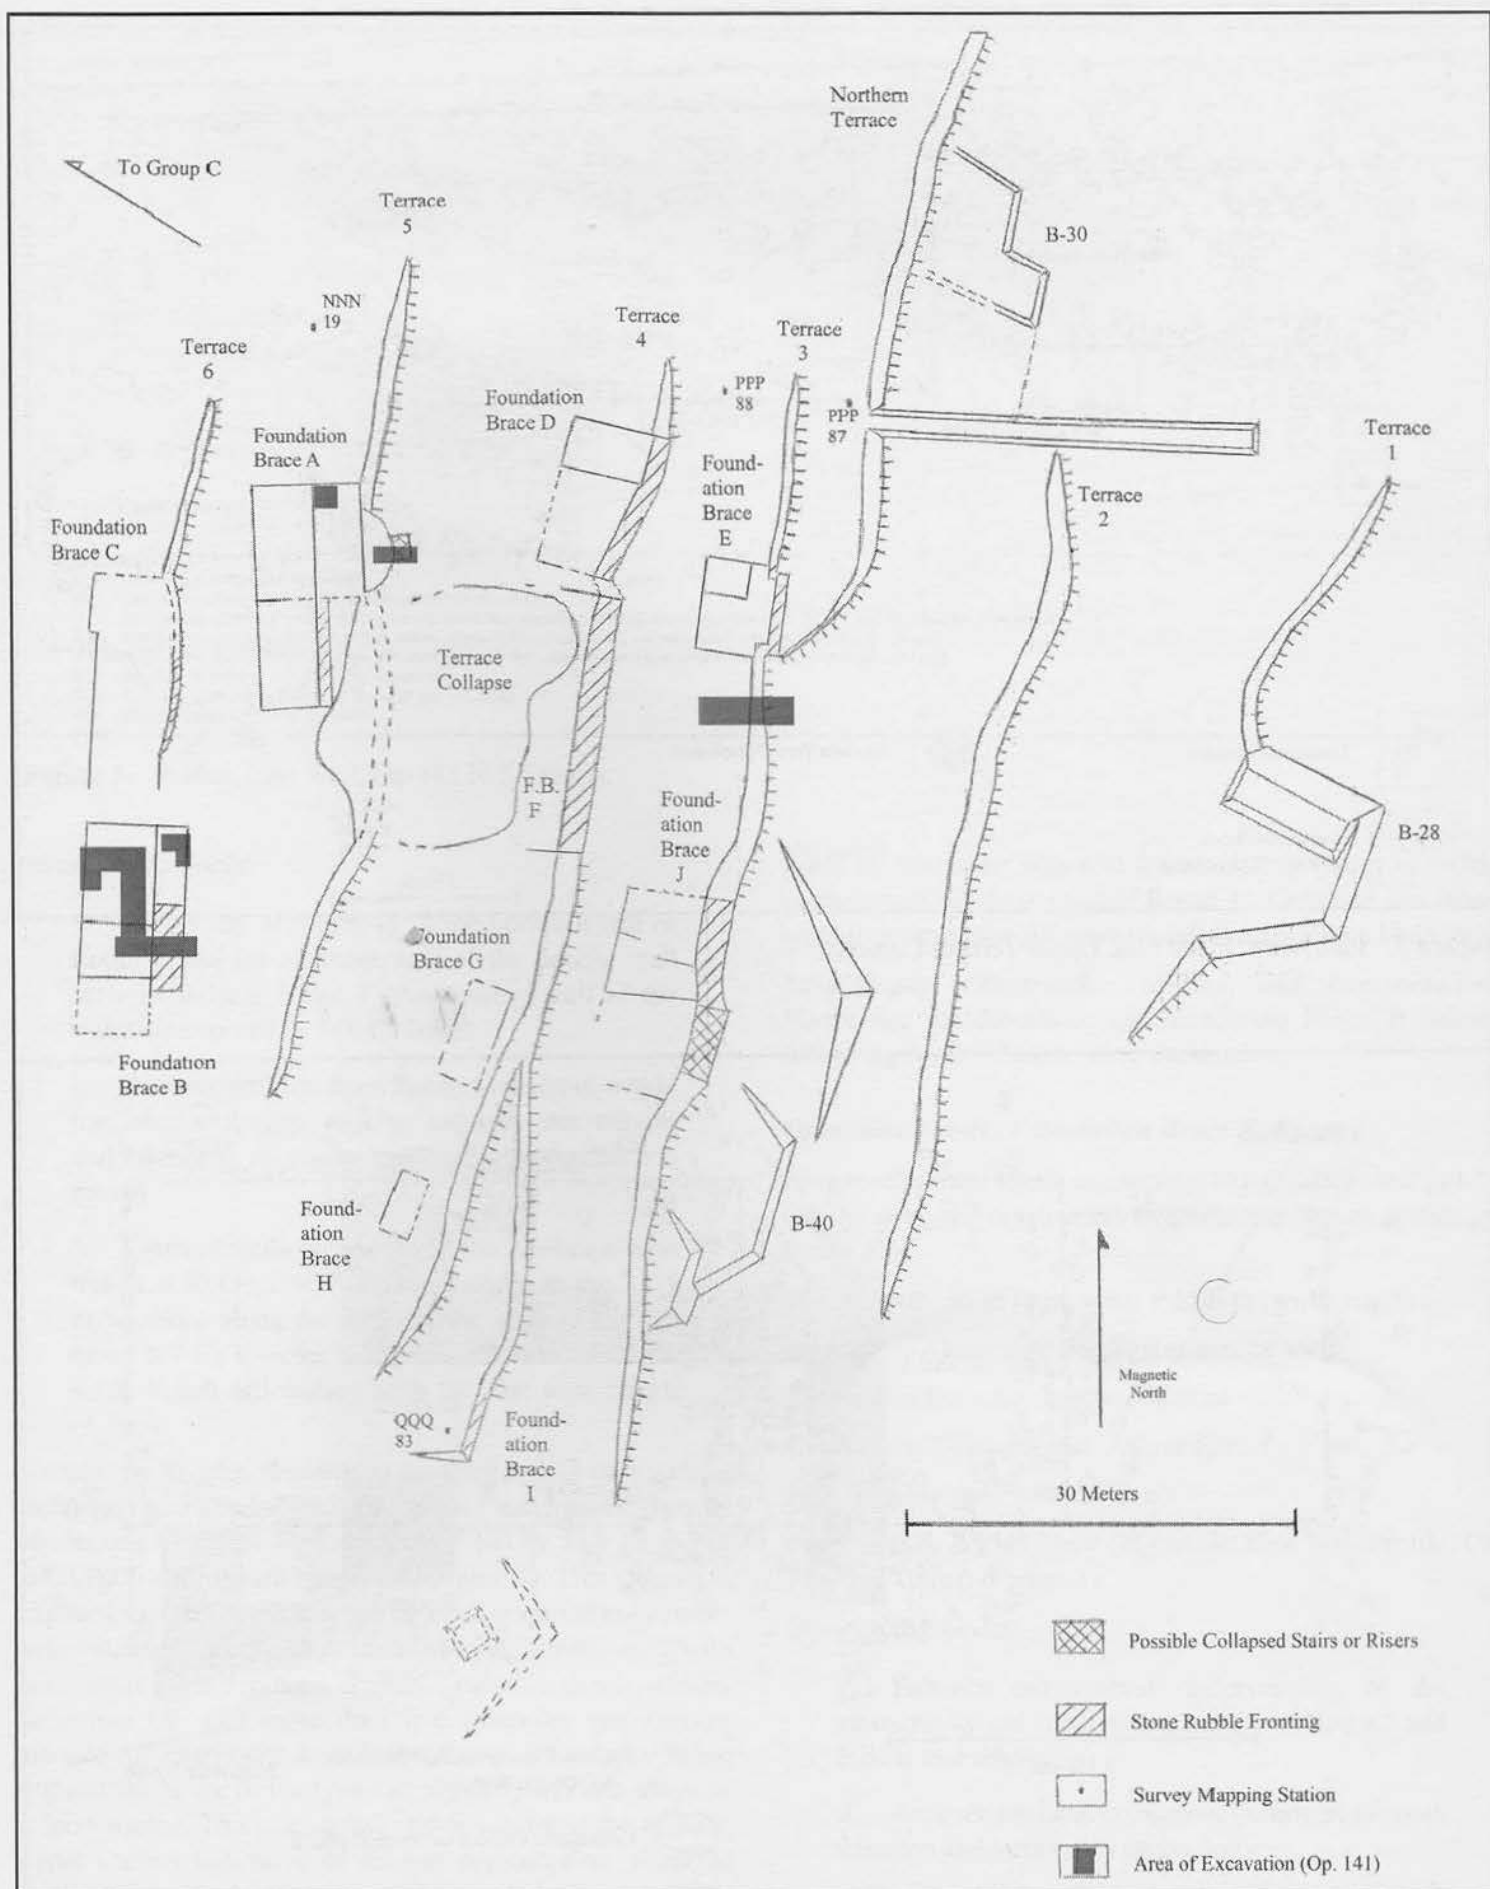 Northern
Terrace
To Group C
Terrace
5
B-30
NNN
19
Terrace
4
Terrace
3
Terrace
6
PPP
88
Foundation
Brace D
PPP
87
Terrace
1
Foundation
Brace A
Found-
ation
Brace
E
Terrace
2
Foundation
Brace C
Terrace
Collapse
F.B.
F
Found-
ation
Brace
J
B-28
Foundation
Brace G
Foundation
Brace B
Found-
ation
Brace
H
B-40
Magnetic
North
QQQ
83
Found-
ation
Brace
I
30 Meters
Possible Collapsed Stairs or Risers
Stone Rubble Fronting
Survey Mapping Station
Area of Excavation (Op. 141)